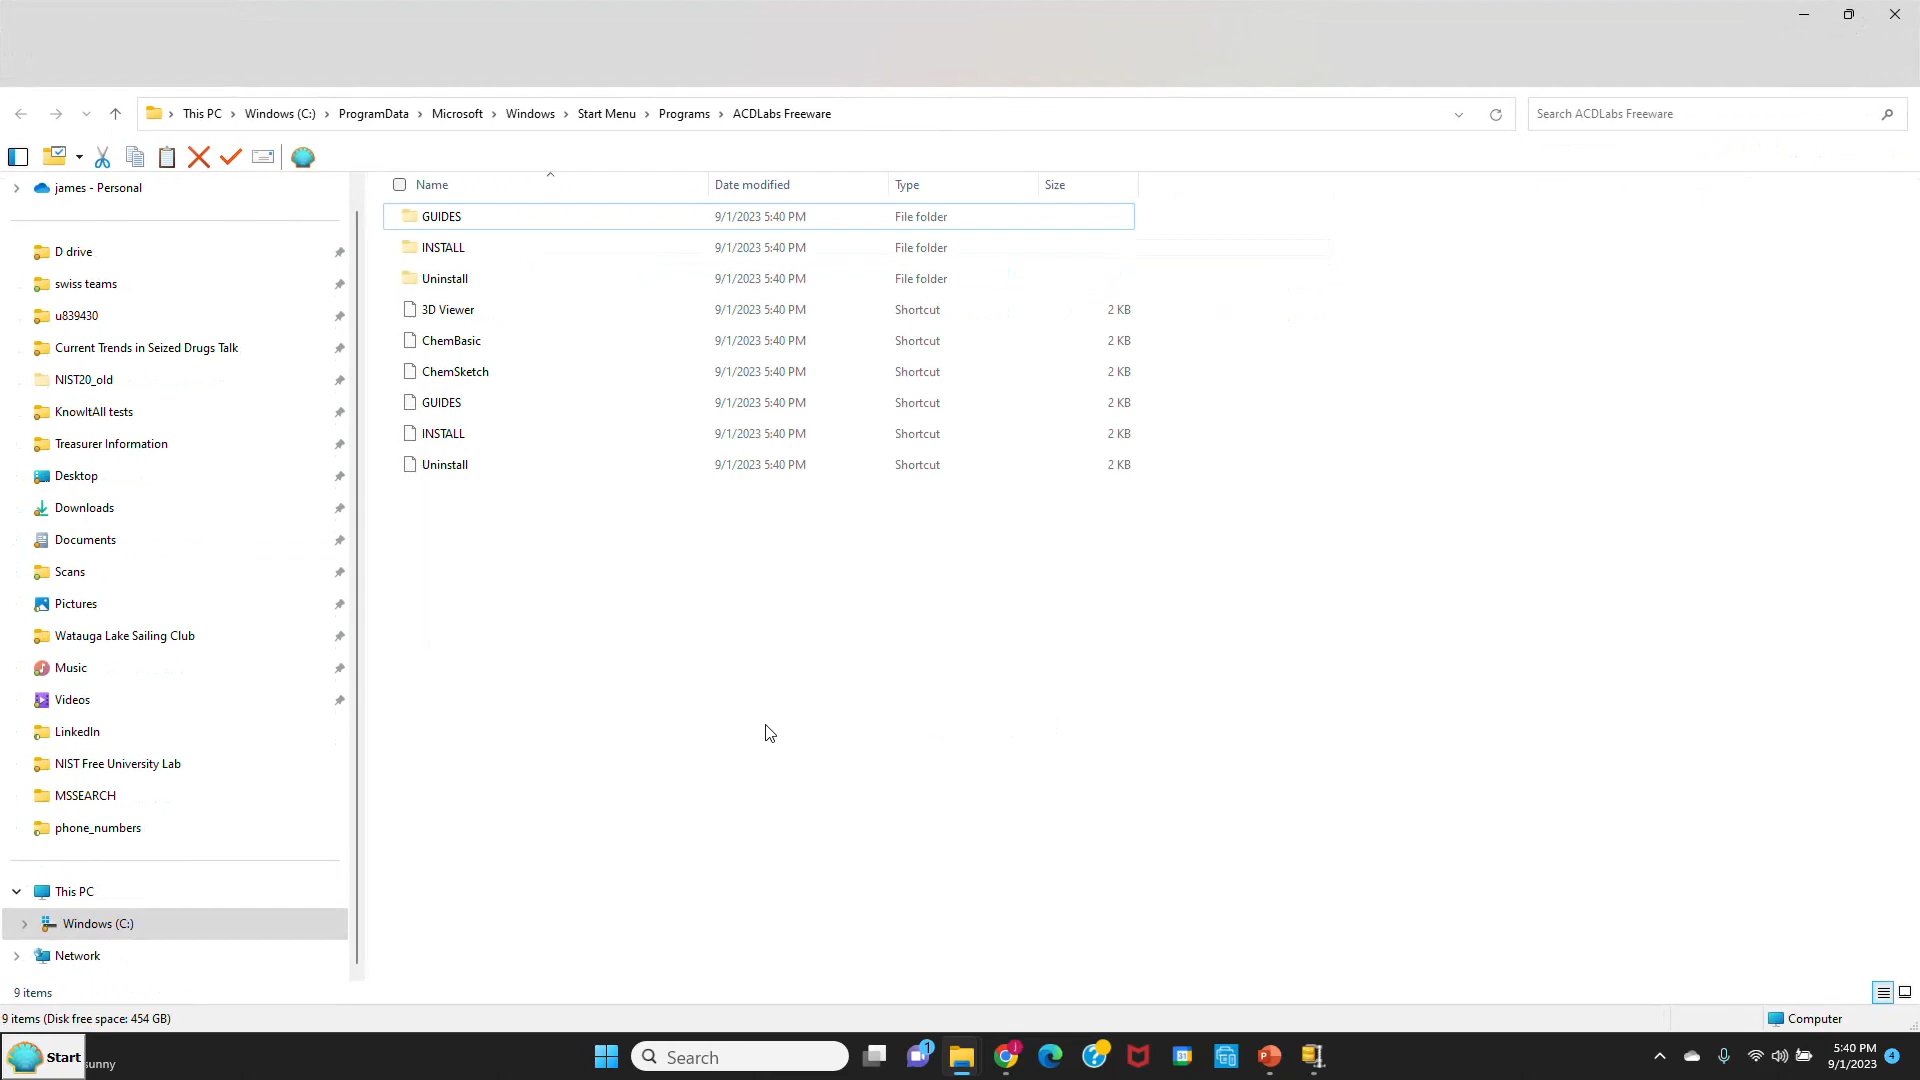 This PC > Windows (C:) > ProgramData > Microsoft > Windows > Start Menu > Programs > ACDLabs Freeware
Search ACDLabs Freeware
james - Personal
D drive
swiss teams
u839430
Current Trends in Seized Drugs Talk
NIST20_old
KnowItAll tests
Treasurer Information
Desktop
Downloads
Documents
Scans
Pictures
Watauga Lake Sailing Club
Music
Videos
LinkedIn
NIST Free University Lab
MSSEARCH
phone_numbers
This PC
Windows (C:)
Network
Name Date modified Type Size
GUIDES 9/1/2023 5:40 PM File folder
INSTALL 9/1/2023 5:40 PM File folder
Uninstall 9/1/2023 5:40 PM File folder
3D Viewer 9/1/2023 5:40 PM Shortcut 2 KB
ChemBasic 9/1/2023 5:40 PM Shortcut 2 KB
ChemSketch 9/1/2023 5:40 PM Shortcut 2 KB
GUIDES 9/1/2023 5:40 PM Shortcut 2 KB
INSTALL 9/1/2023 5:40 PM Shortcut 2 KB
Uninstall 9/1/2023 5:40 PM Shortcut 2 KB
9 items
9 items (Disk free space: 454 GB)
Computer
Start
sunny
Search
1
31
5:40 PM
9/1/2023
4